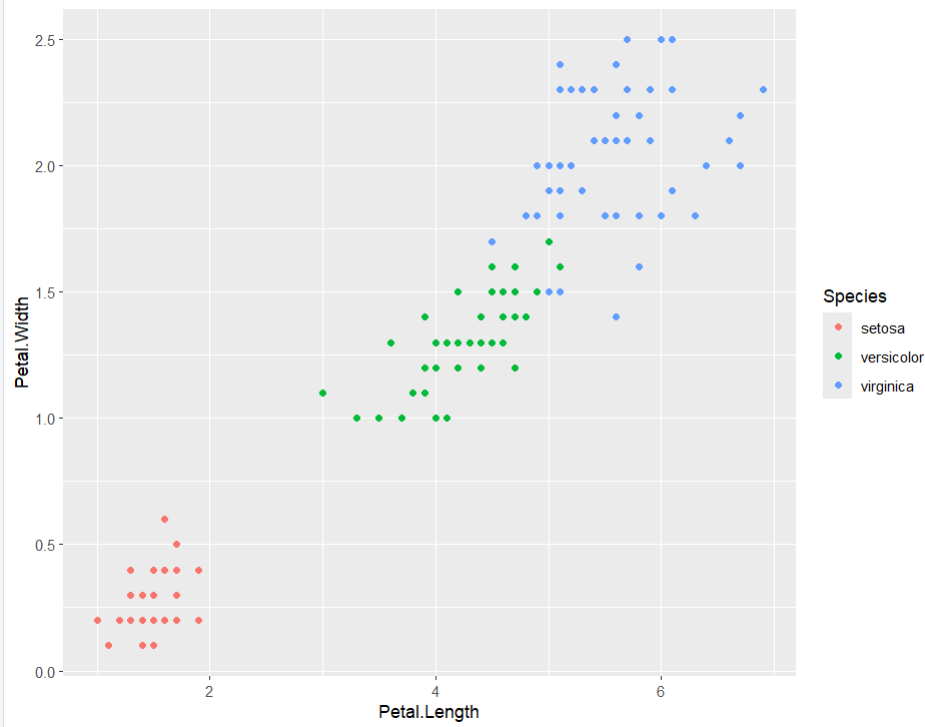 2.5
2.0
1.5
1.0
0.5
0.0
Petal.Width
2 4 6
Petal.Length
Species
setosa
versicolor
virginica